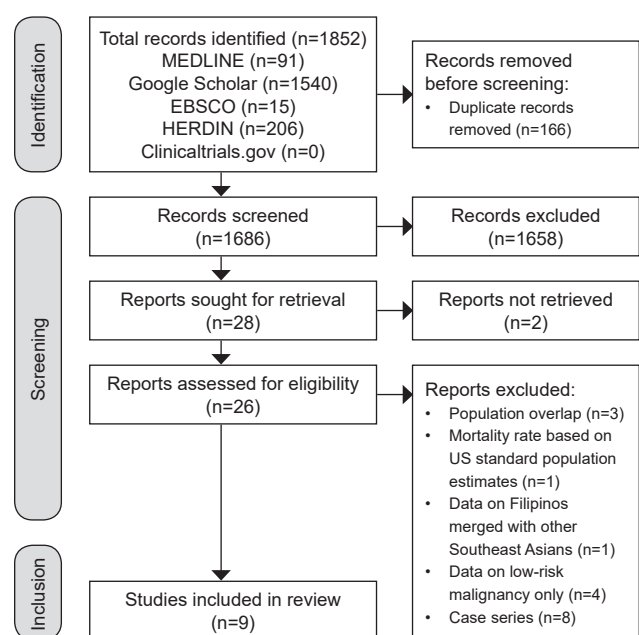 Identification
Total records identified (n=1852)
MEDLINE (n=91)
Google Scholar (n=1540)
EBSCO (n=15)
HERDIN (n=206)
Clinicaltrials.gov (n=0)
Records removed
before screening:
• Duplicate records
removed (n=166)
Screening
Records screened
(n=1686)
Records excluded
(n=1658)
Reports sought for retrieval
(n=28)
Reports not retrieved
(n=2)
Reports assessed for eligibility
(n=26)
Reports excluded:
• Population overlap (n=3)
• Mortality rate based on
US standard population
estimates (n=1)
• Data on Filipinos
merged with other
Southeast Asians (n=1)
• Data on low-risk
malignancy only (n=4)
• Case series (n=8)
Inclusion
Studies included in review
(n=9)